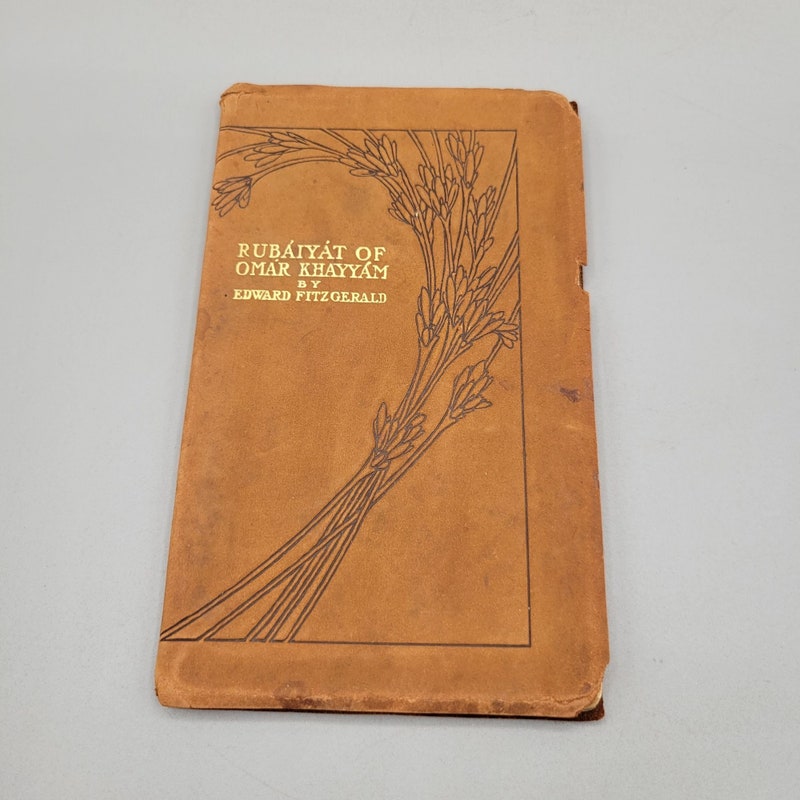 RUBÁIYÁT OF
OMAR KHAYYÁM
BY
EDWARD FITZGERALD